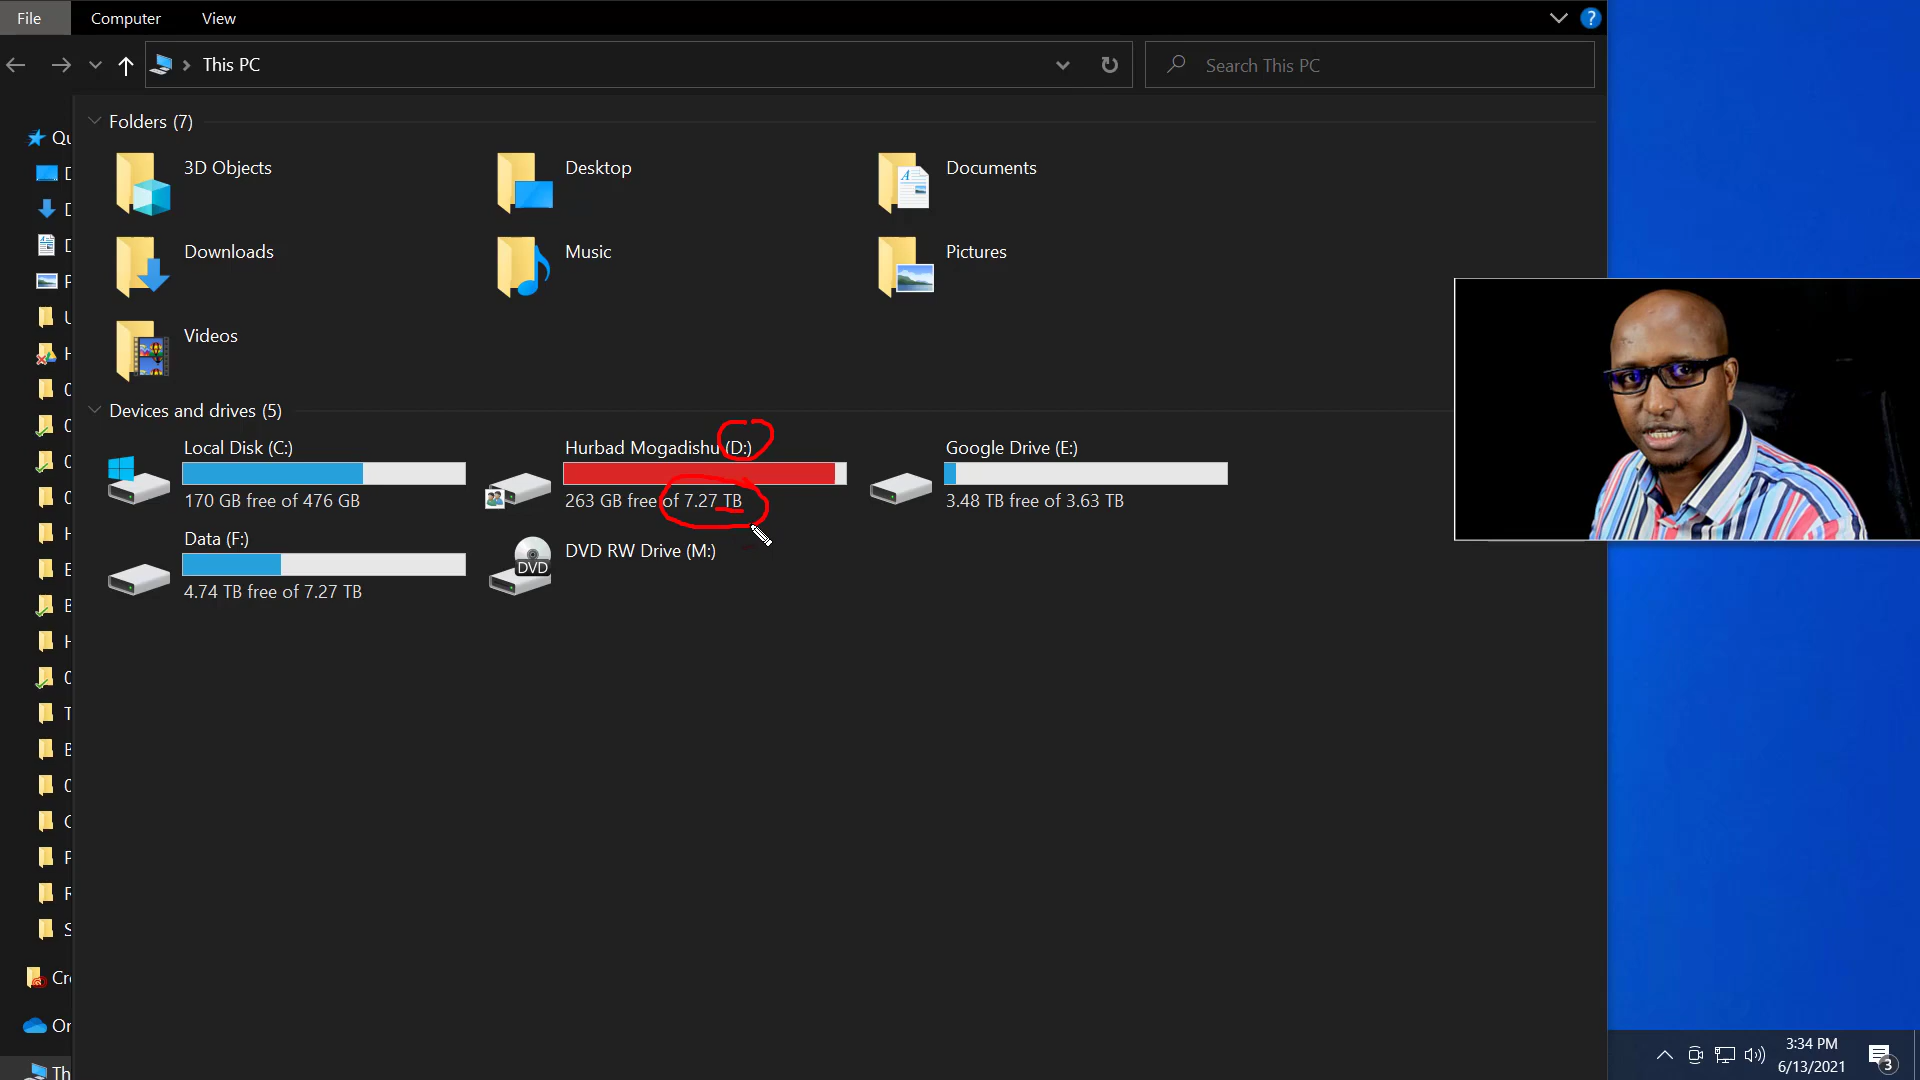 File Computer View
This PC
Search This PC
Folders (7)
3D Objects Desktop Documents
Downloads Music Pictures
Videos
Devices and drives (5)
Local Disk (C:) Hurbad Mogadishu (D:) Google Drive (E:)
170 GB free of 476 GB 263 GB free of 7.27 TB 3.48 TB free of 3.63 TB
Data (F:) DVD RW Drive (M:)
DVD
4.74 TB free of 7.27 TB
3:34 PM
6/13/2021
3